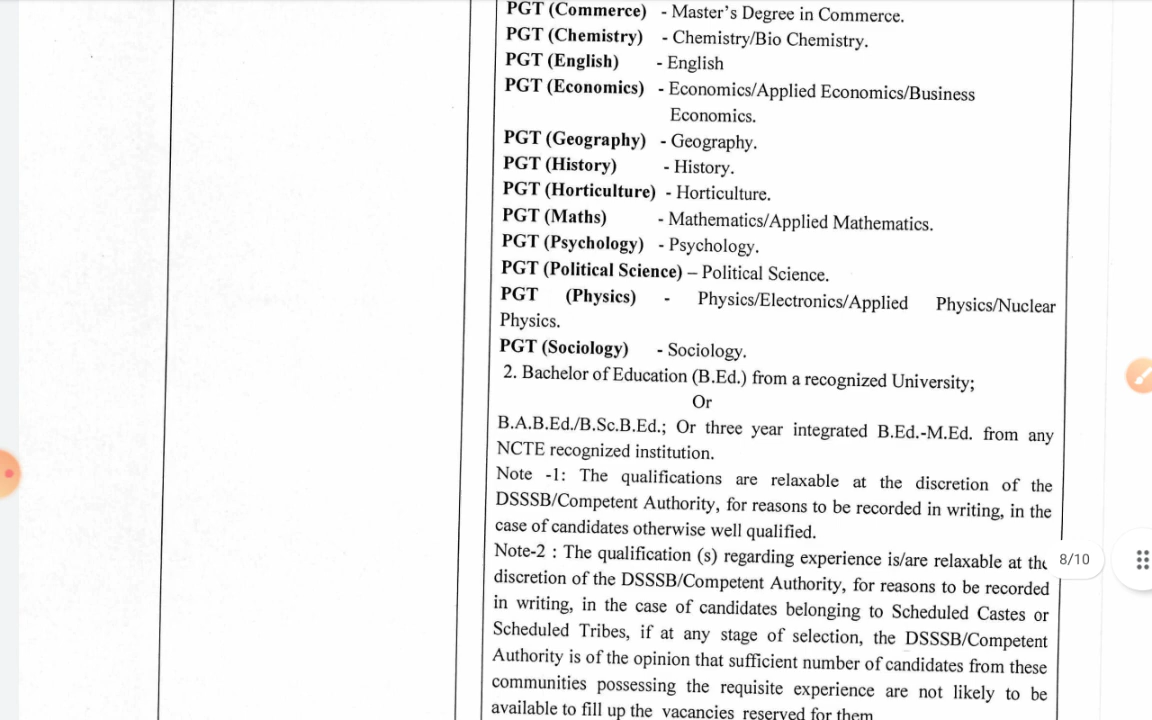 PGT (Commerce) - Master's Degree in Commerce.
PGT (Chemistry) - Chemistry/Bio Chemistry.
PGT (English) - English
PGT (Economics) - Economics/Applied Economics/Business
Economics.
PGT (Geography) - Geography.
PGT (History) - History.
PGT (Horticulture) - Horticulture.
PGT (Maths) - Mathematics/Applied Mathematics.
PGT (Psychology) - Psychology.
PGT (Political Science) – Political Science.
PGT (Physics) - Physics/Electronics/Applied Physics/Nuclear
Physics.
PGT (Sociology) - Sociology.
2. Bachelor of Education (B.Ed.) from a recognized University;
Or
B.A.B.Ed./B.Sc.B.Ed.; Or three year integrated B.Ed.-M.Ed. from any
NCTE recognized institution.
Note -1: The qualifications are relaxable at the discretion of the
DSSSB/Competent Authority, for reasons to be recorded in writing, in the
case of candidates otherwise well qualified.
Note-2 : The qualification (s) regarding experience is/are relaxable at the
8/10
discretion of the DSSSB/Competent Authority, for reasons to be recorded
in writing, in the case of candidates belonging to Scheduled Castes or
Scheduled Tribes, if at any stage of selection, the DSSSB/Competent
Authority is of the opinion that sufficient number of candidates from these
communities possessing the requisite experience are not likely to be
available to fill up the vacancies reserved for them